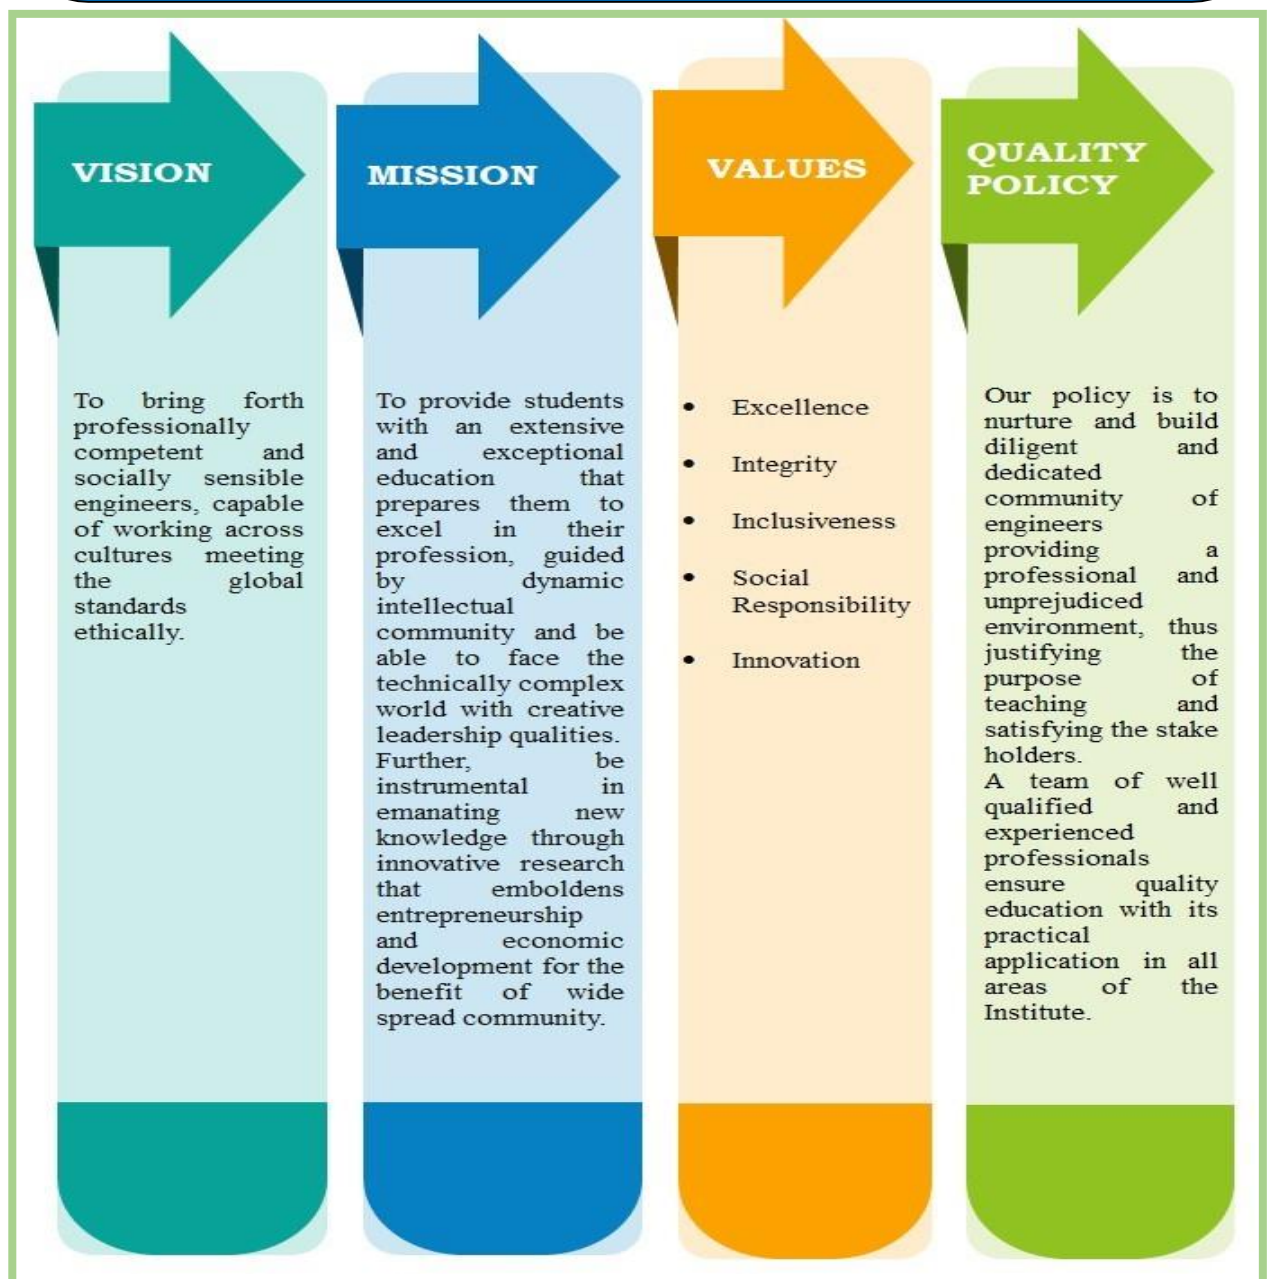 VISION
To bring forth
professionally
competent and
socially sensible
engineers, capable
of working across
cultures meeting
the global
standards
ethically.
MISSION
To provide students
with an extensive
and exceptional
education that
prepares them to
excel in their
profession, guided
by dynamic
intellectual
community and be
able to face the
technically complex
world with creative
leadership qualities.
Further, be
instrumental in
emanating new
knowledge through
innovative research
that emboldens
entrepreneurship
and economic
development for the
benefit of wide
spread community.
VALUES
• Excellence
• Integrity
• Inclusiveness
• Social
Responsibility
• Innovation
QUALITY
POLICY
Our policy is to
nurture and build
diligent and
dedicated
community of
engineers
providing a
professional and
unprejudiced
environment, thus
justifying the
purpose of
teaching and
satisfying the stake
holders.
A team of well
qualified and
experienced
professionals
ensure quality
education with its
practical
application in all
areas of the
Institute.